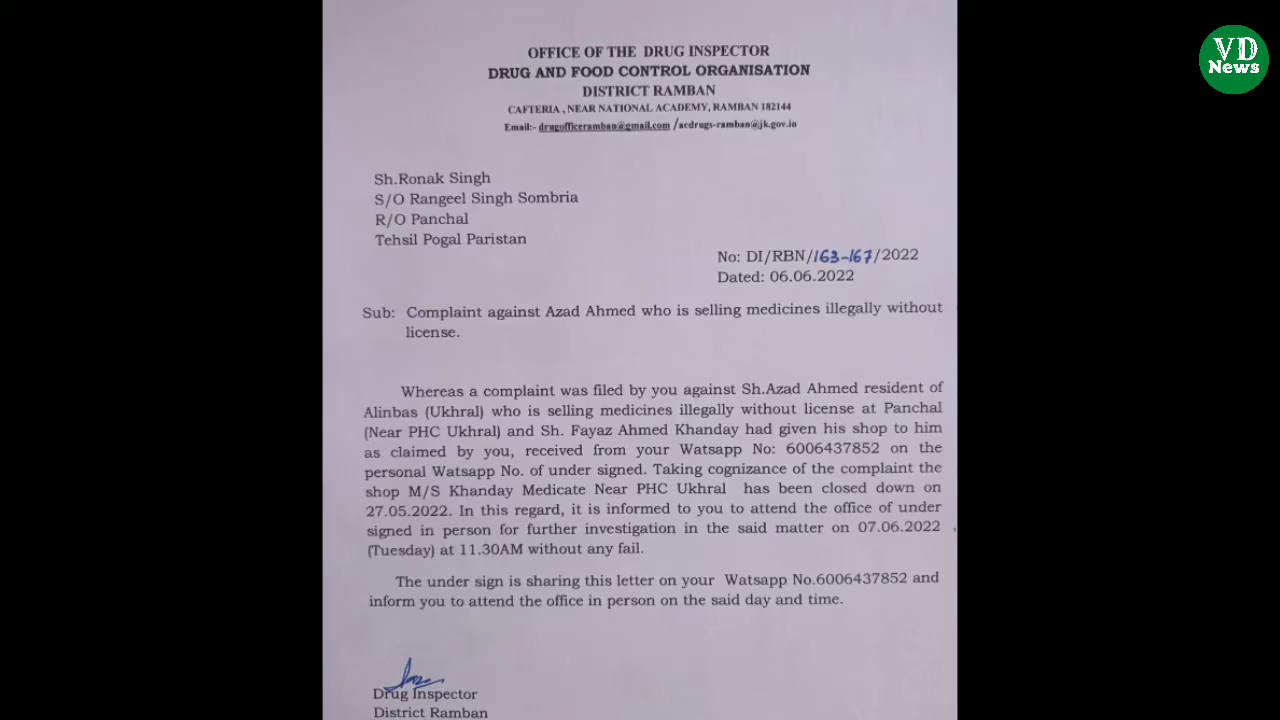 VD
News
OFFICE OF THE DRUG INSPECTOR
DRUG AND FOOD CONTROL ORGANISATION
DISTRICT RAMBAN
CAFTERIA , NEAR NATIONAL ACADEMY, RAMBAN 182144
Email:- drugofficeramban@gmail.com /acdrugs-ramban@jk.gov.in
Sh.Ronak Singh
S/O Rangeel Singh Sombria
R/O Panchal
Tehsil Pogal Paristan
No: DI/RBN/163-167/2022
Dated: 06.06.2022
Sub: Complaint against Azad Ahmed who is selling medicines illegally without
license.
Whereas a complaint was filed by you against Sh.Azad Ahmed resident of
Alinbas (Ukhral) who is selling medicines illegally without license at Panchal
(Near PHC Ukhral) and Sh. Fayaz Ahmed Khanday had given his shop to him
as claimed by you, received from your Watsapp No: 6006437852 on the
personal Watsapp No. of under signed. Taking cognizance of the complaint the
shop M/S Khanday Medicate Near PHC Ukhral has been closed down on
27.05.2022. In this regard, it is informed to you to attend the office of under
signed in person for further investigation in the said matter on 07.06.2022
(Tuesday) at 11.30AM without any fail.
The under sign is sharing this letter on your Watsapp No.6006437852 and
inform you to attend the office in person on the said day and time.
Drug Inspector
District Ramban